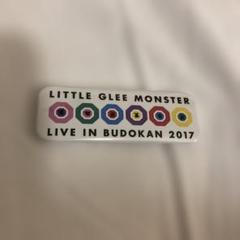 LITTLE GLEE MONSTER
LIVE IN BUDOKAN 2017